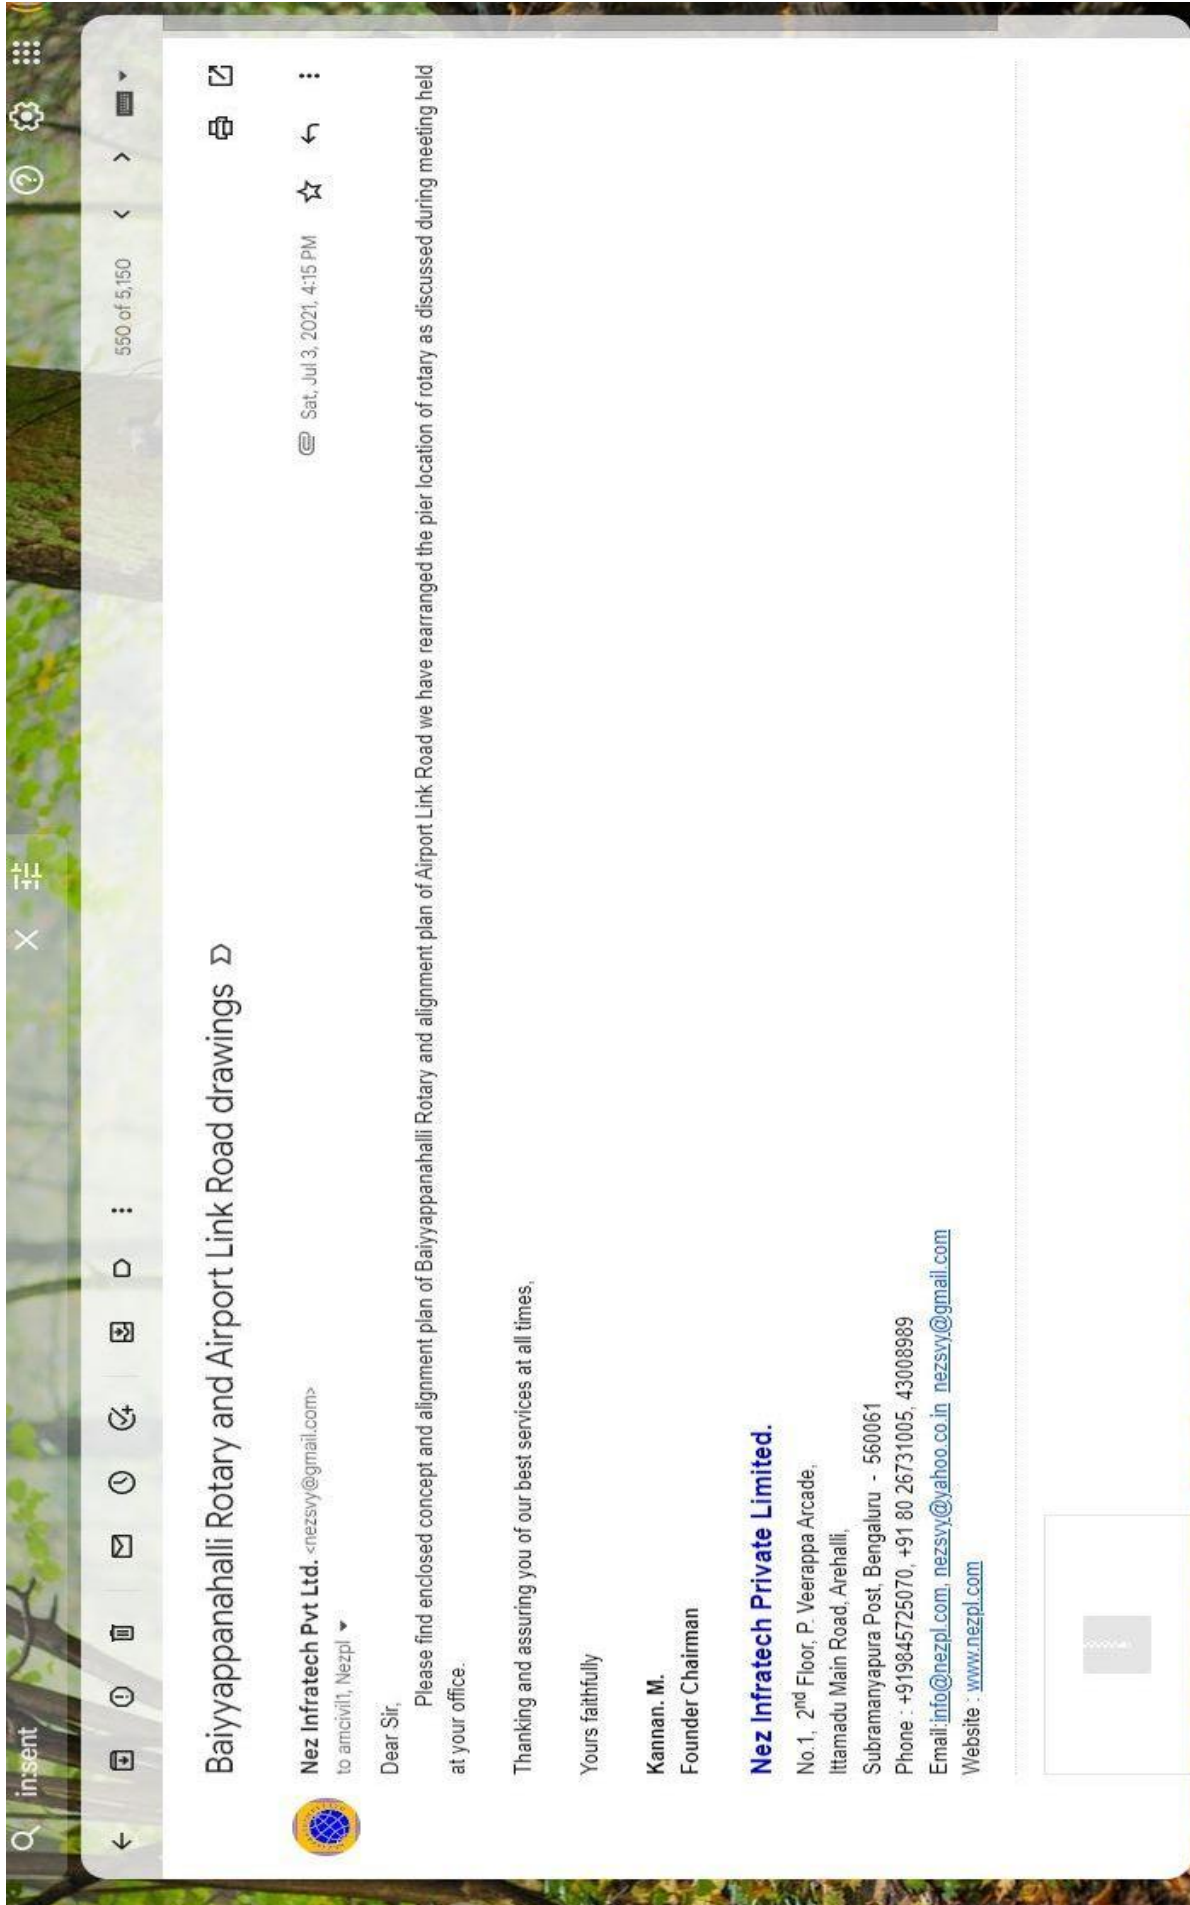 in:sent
550 of 5,150
Baiyyappanahalli Rotary and Airport Link Road drawings
Nez Infratech Pvt Ltd. <nezsvy@gmail.com>
Sat, Jul 3, 2021, 4:15 PM
to amcivil1, Nezpl
Dear Sir,
Please find enclosed concept and alignment plan of Baiyyappanahalli Rotary and alignment plan of Airport Link Road we have rearranged the pier location of rotary as discussed during meeting held
at your office.
Thanking and assuring you of our best services at all times,
Yours faithfully
Kannan. M.
Founder Chairman
Nez Infratech Private Limited.
No.1, 2nd Floor, P. Veerappa Arcade,
Ittamadu Main Road, Arehalli,
Subramanyapura Post, Bengaluru - 560061
Phone : +919845725070, +91 80 26731005, 43008989
Email:info@nezpl.com, nezsvy@yahoo.co.in nezsvy@gmail.com
Website : www.nezpl.com